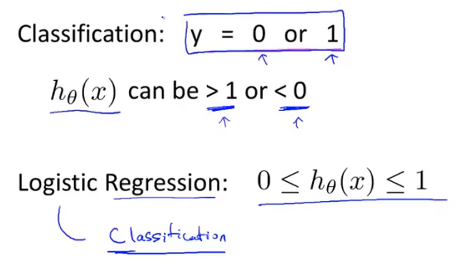 Classification: y = 0 or 1
hθ(x) can be > 1 or < 0
Logistic Regression: 0 ≤ hθ(x) ≤ 1
Classification